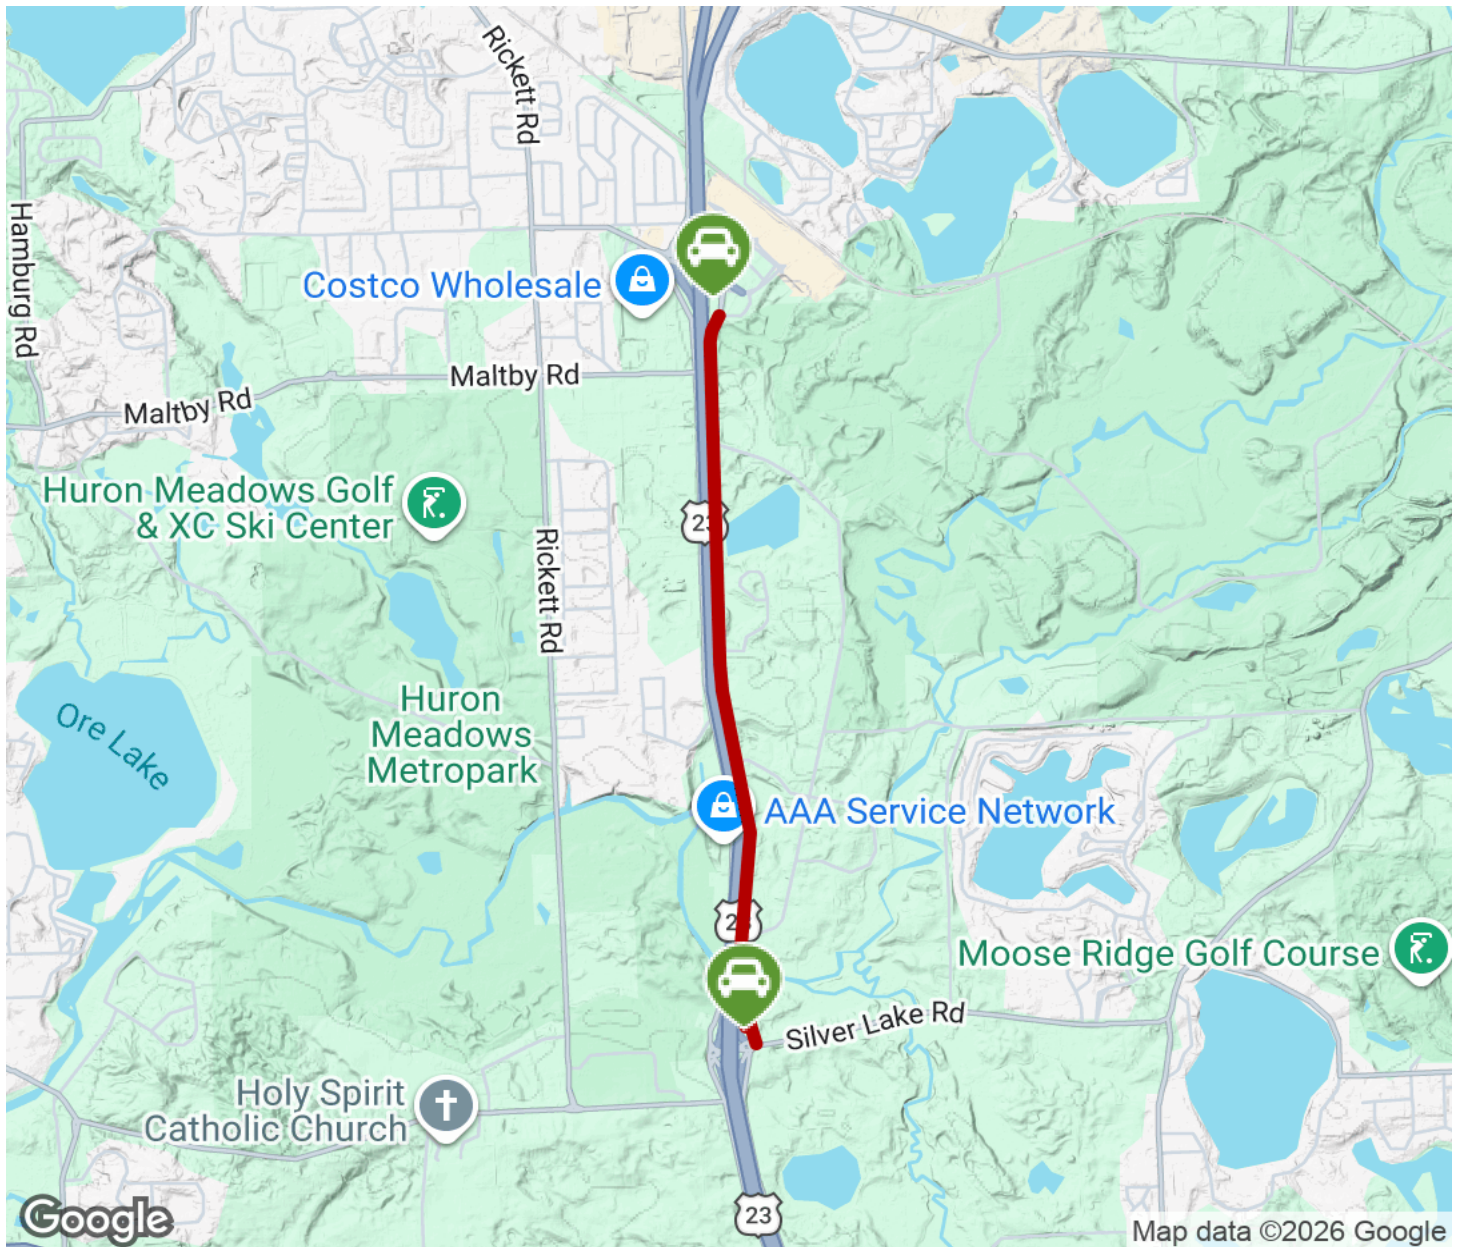 Rickett Rd
Hamburg Rd
Costco Wholesale
Maltby Rd
Maltby Rd
Huron Meadows Golf
& XC Ski Center
23
Rickett Rd
Ore Lake
Huron
Meadows
Metropark
AAA Service Network
Moose Ridge Golf Course
Silver Lake Rd
Holy Spirit
Catholic Church
23
Google
Map data ©2026 Google